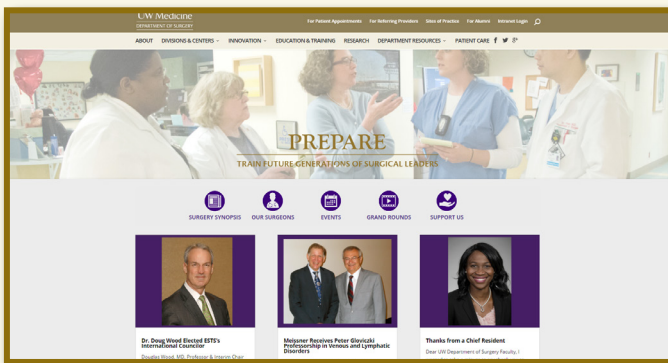 UW Medicine
DEPARTMENT OF SURGERY
For Patient Appointments For Referring Providers Sites of Practice For Alumni Intranet Login
ABOUT DIVISIONS & CENTERS INNOVATION EDUCATION & TRAINING RESEARCH DEPARTMENT RESOURCES PATIENT CARE
PREPARE
TRAIN FUTURE GENERATIONS OF SURGICAL LEADERS
SURGERY SYNOPSIS OUR SURGEONS EVENTS GRAND ROUNDS SUPPORT US
Dr. Doug Wood Elected ESTS's
International Councilor
Douglas Wood, MD, Professor & Interim Chair
Meissner Receives Peter Gloviczki
Professorship in Venous and Lymphatic
Disorders
Thanks from a Chief Resident
Dear UW Department of Surgery Faculty, I